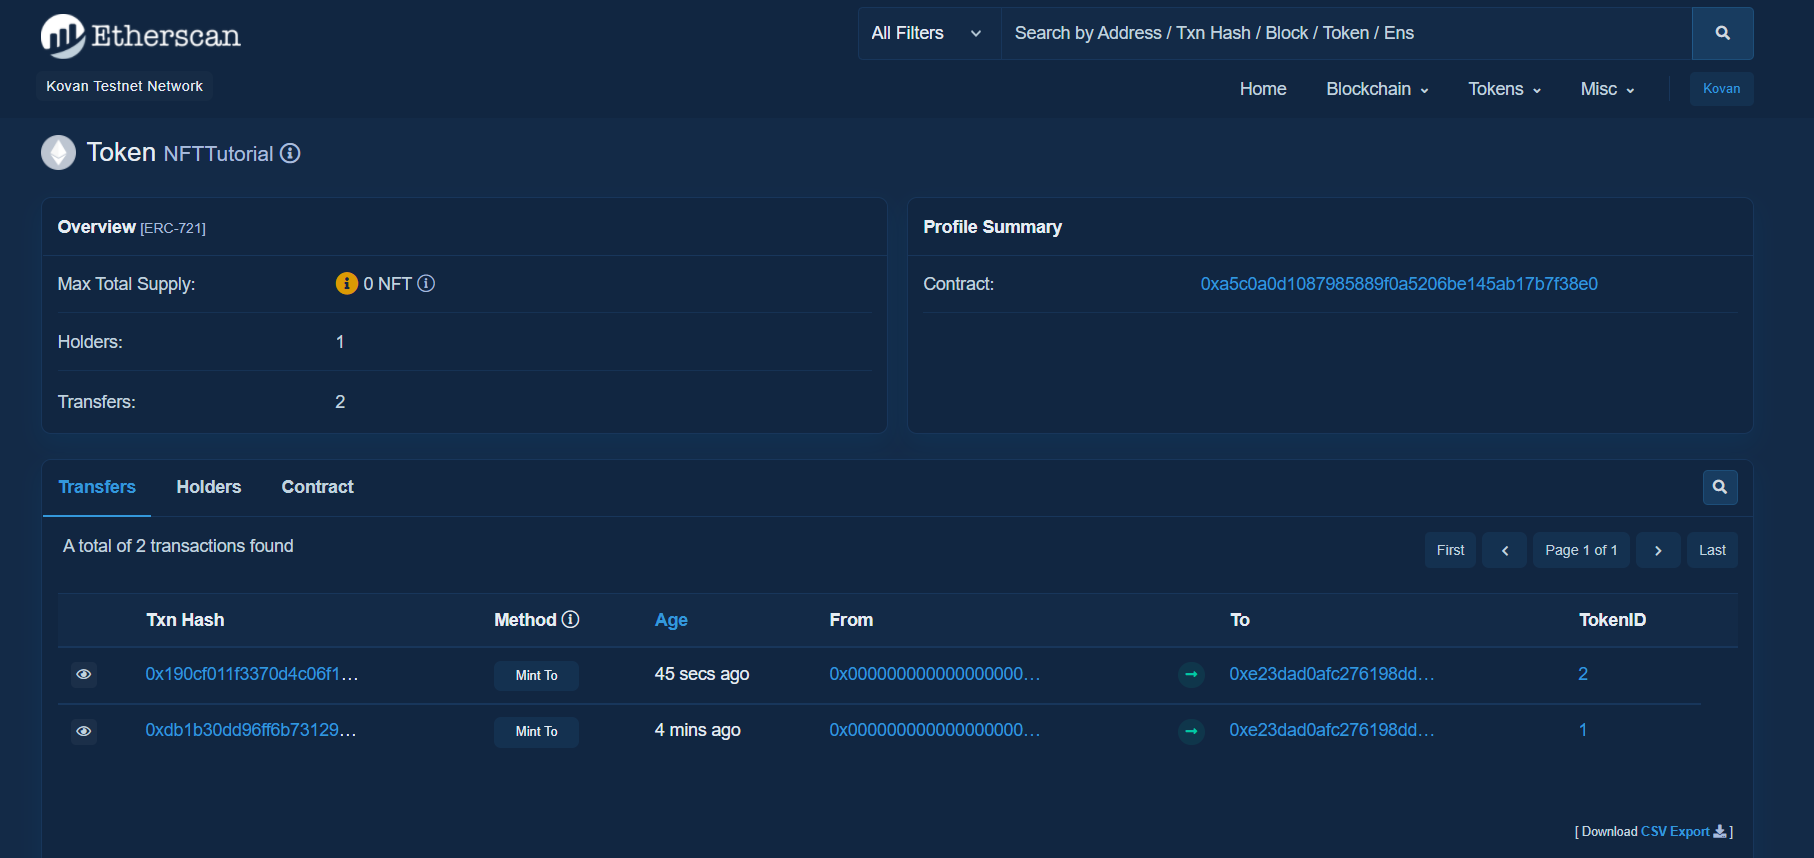 Etherscan
All Filters Search by Address / Txn Hash / Block / Token / Ens
Kovan Testnet Network
Home Blockchain Tokens Misc Kovan
Token NFTTutorial
Overview [ERC-721]
Max Total Supply: 0 NFT
Holders: 1
Transfers: 2
Profile Summary
Contract: 0xa5c0a0d1087985889f0a5206be145ab17b7f38e0
Transfers Holders Contract
A total of 2 transactions found
First Page 1 of 1 Last
Txn Hash Method Age From To TokenID
0x190cf011f3370d4c06f1... Mint To 45 secs ago 0x000000000000000000... 0xe23dad0afc276198dd... 2
0xdb1b30dd96ff6b73129... Mint To 4 mins ago 0x000000000000000000... 0xe23dad0afc276198dd... 1
[ Download CSV Export ]